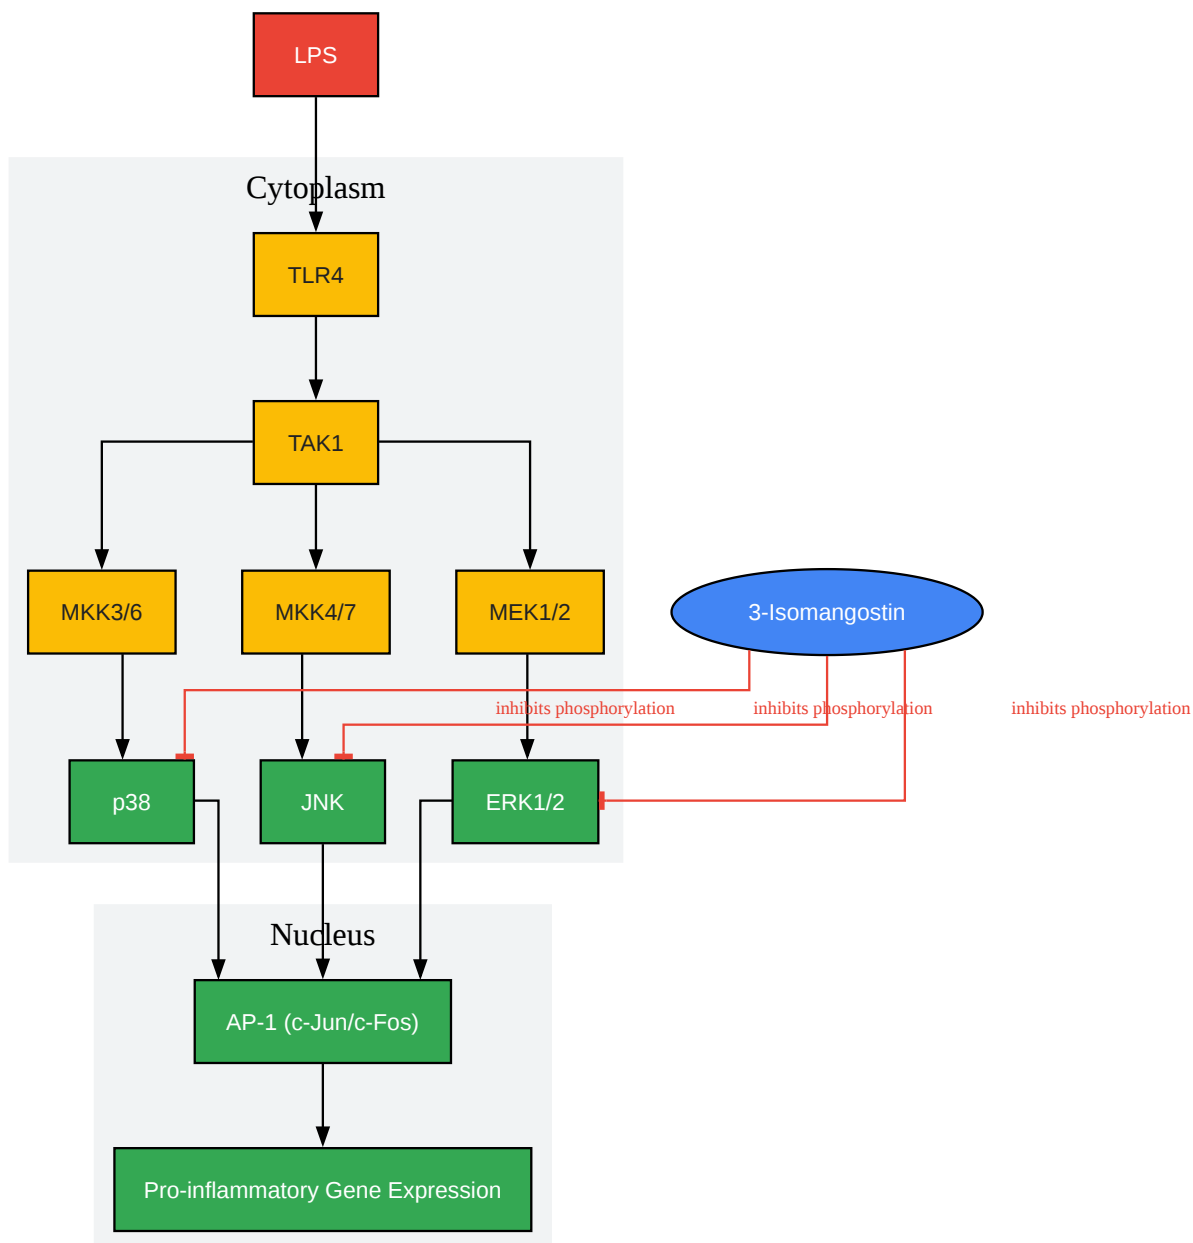 LPS
Cytoplasm
TLR4
TAK1
MKK3/6
MKK4/7
MEK1/2
3-Isomangostin
inhibits phosphorylation
inhibits phosphorylation
inhibits phosphorylation
p38
JNK
ERK1/2
Nucleus
AP-1 (c-Jun/c-Fos)
Pro-inflammatory Gene Expression